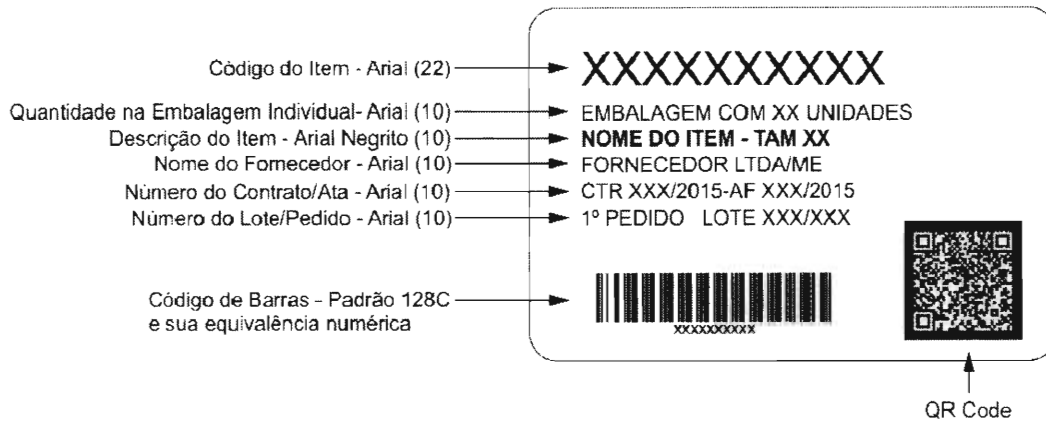 Código do Item - Arial (22)
XXXXXXXXXX
Quantidade na Embalagem Individual- Arial (10)
EMBALAGEM COM XX UNIDADES
Descrição do Item - Arial Negrito (10)
NOME DO ITEM - TAM XX
Nome do Fornecedor - Arial (10)
FORNECEDOR LTDA/ME
Número do Contrato/Ata - Arial (10)
CTR XXX/2015-AF XXX/2015
Número do Lote/Pedido - Arial (10)
1º PEDIDO LOTE XXX/XXX
Código de Barras - Padrão 128C
e sua equivalência numérica
XXXXXXXXXX
QR Code